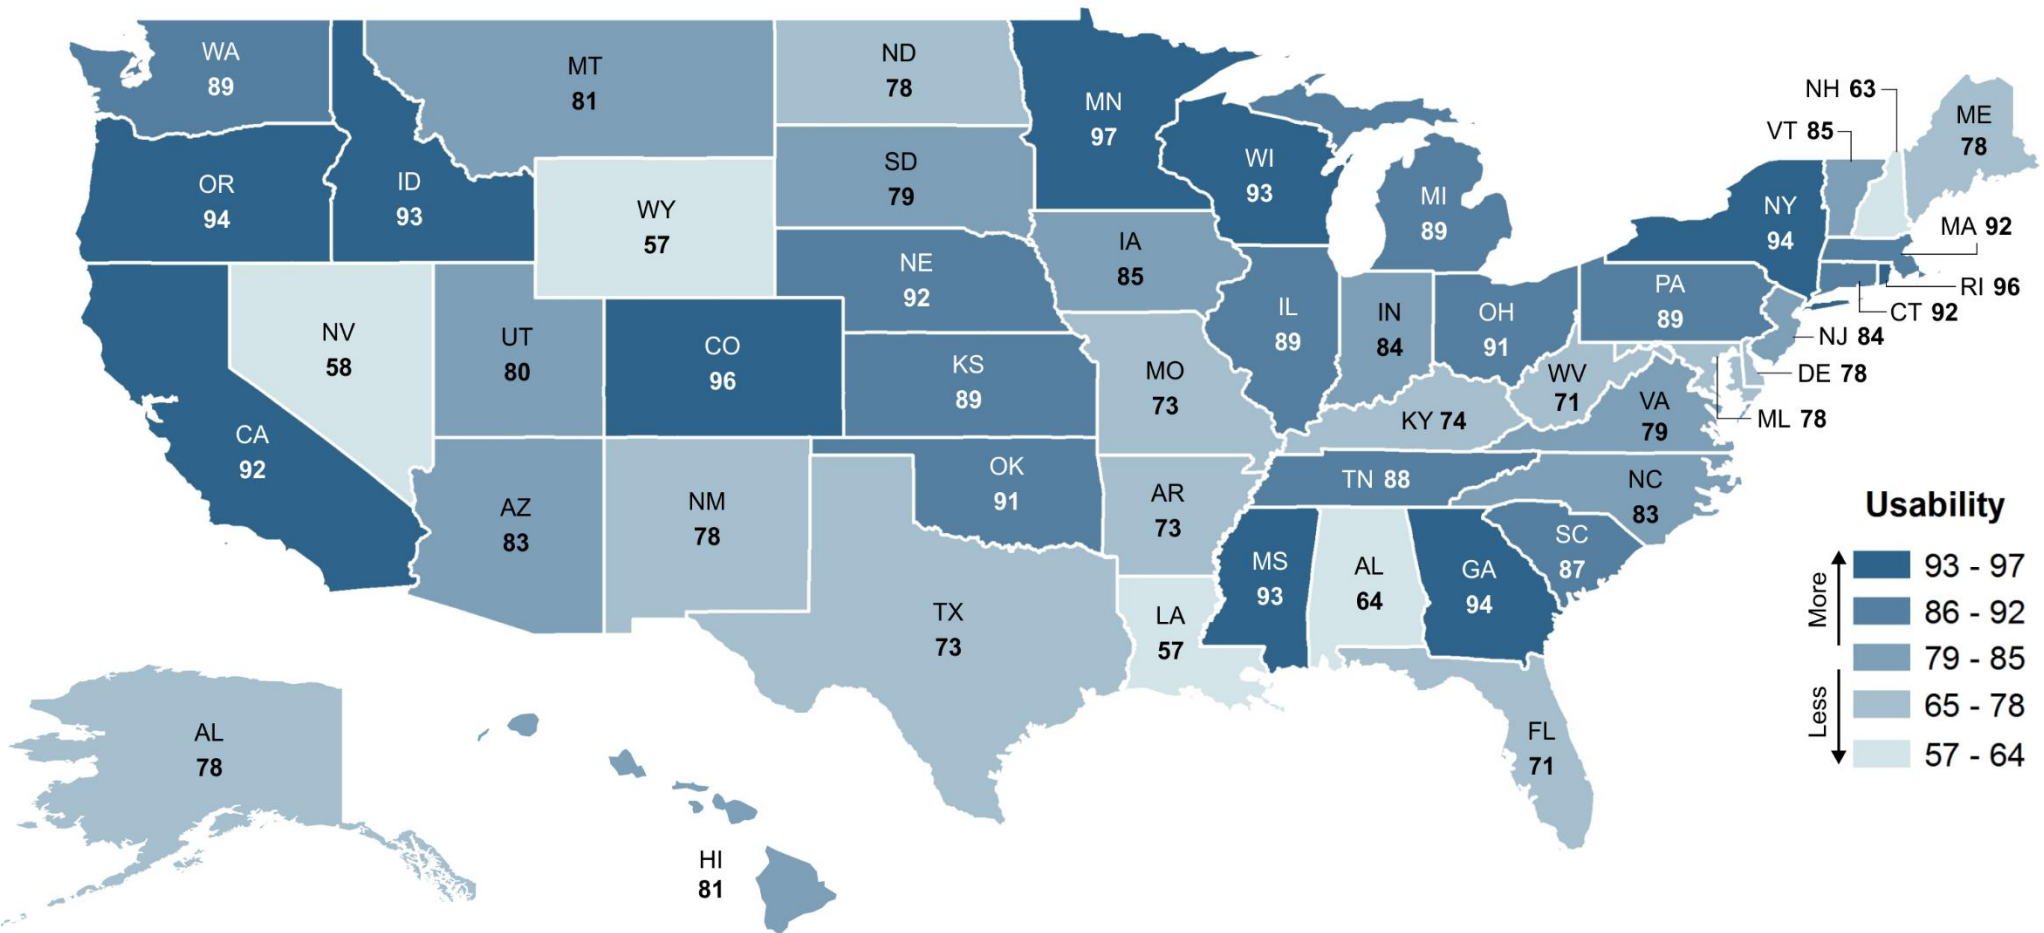 WA
89
MT
81
ND
78
MN
97
OR
94
ID
93
WY
57
SD
79
WI
93
MI
89
NH 63
VT 85
ME
78
NY
94
MA 92
RI 96
CT 92
NJ 84
DE 78
ML 78
NV
58
UT
80
CO
96
NE
92
IA
85
IL
89
IN
84
OH
91
PA
89
CA
92
KS
89
MO
73
KY 74
WV
71
VA
79
AZ
83
NM
78
OK
91
AR
73
TN 88
NC
83
SC
87
TX
73
LA
57
MS
93
AL
64
GA
94
FL
71
AL
78
HI
81
Usability
More
Less
93 - 97
86 - 92
79 - 85
65 - 78
57 - 64